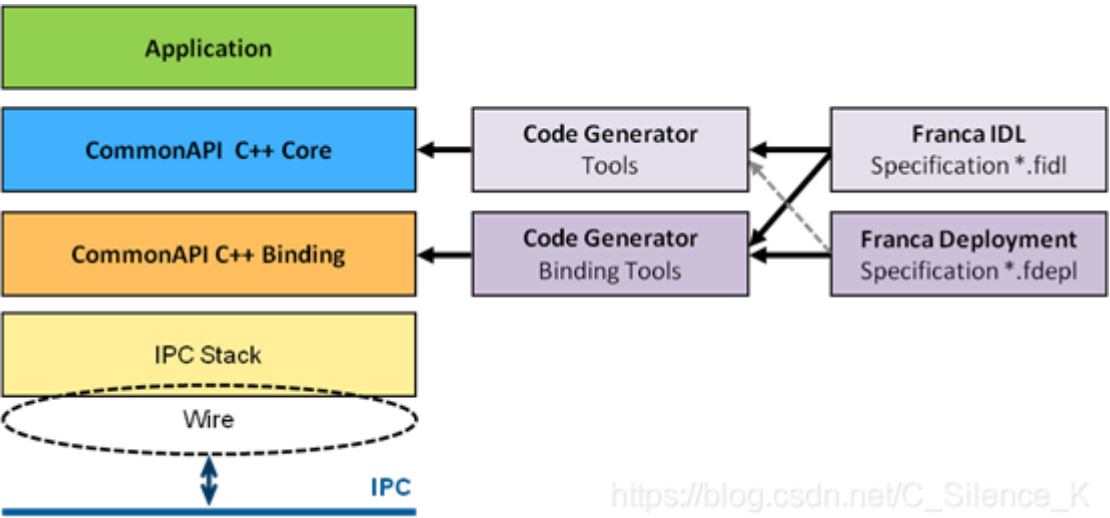 Application
CommonAPI C++ Core
Code Generator
Tools
Franca IDL
Specification *.fidl
CommonAPI C++ Binding
Code Generator
Binding Tools
Franca Deployment
Specification *.fdepl
IPC Stack
Wire
IPC
https://blog.csdn.net/C_Silence_K